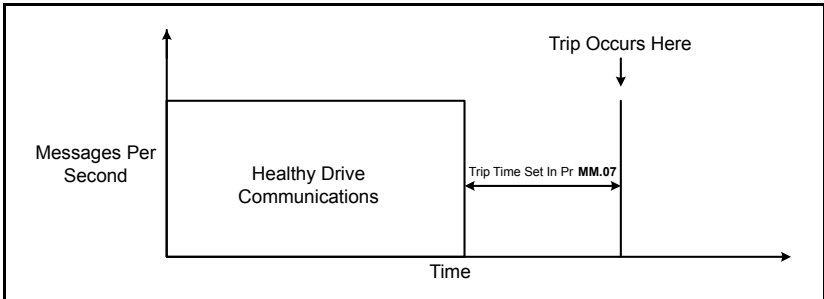 Trip Occurs Here
Messages Per
Second
Healthy Drive
Communications
Trip Time Set In Pr MM.07
Time